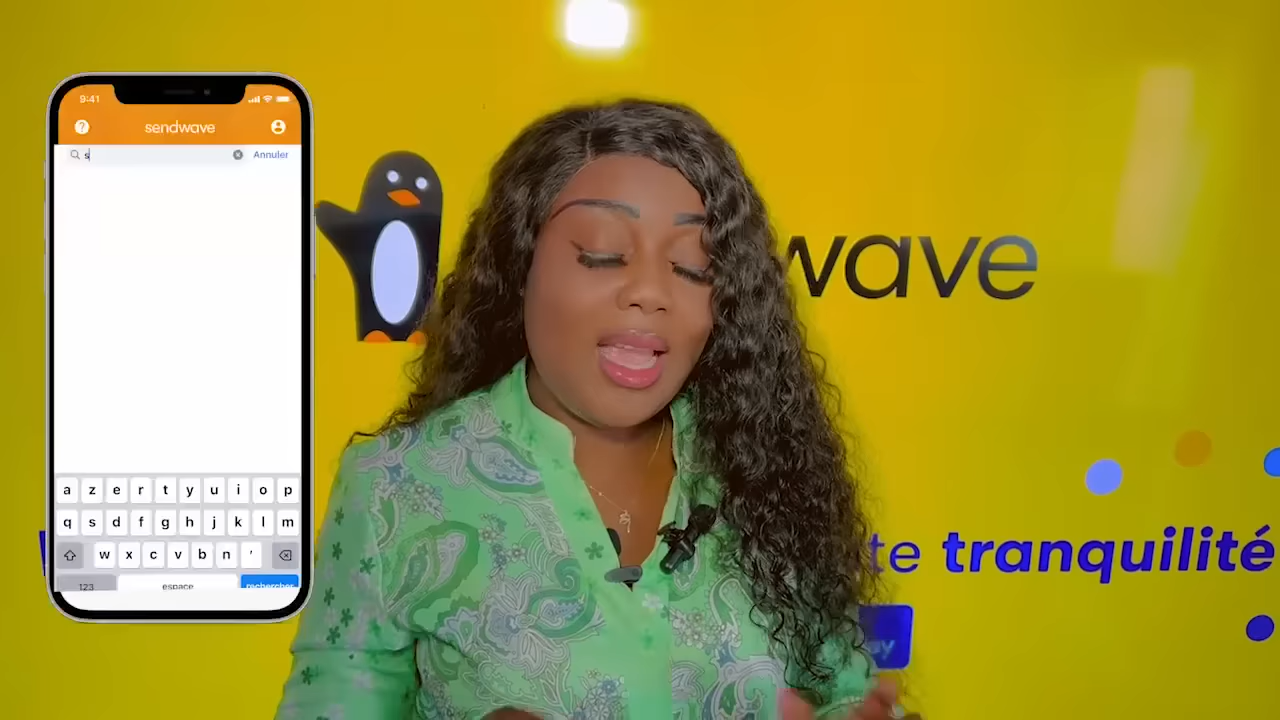 9:41
sendwave
s
Annuler
a z e r t y u i o p
q s d f g h j k l m
w x c v b n '
123 espace rechercher
wave
te tranquilité